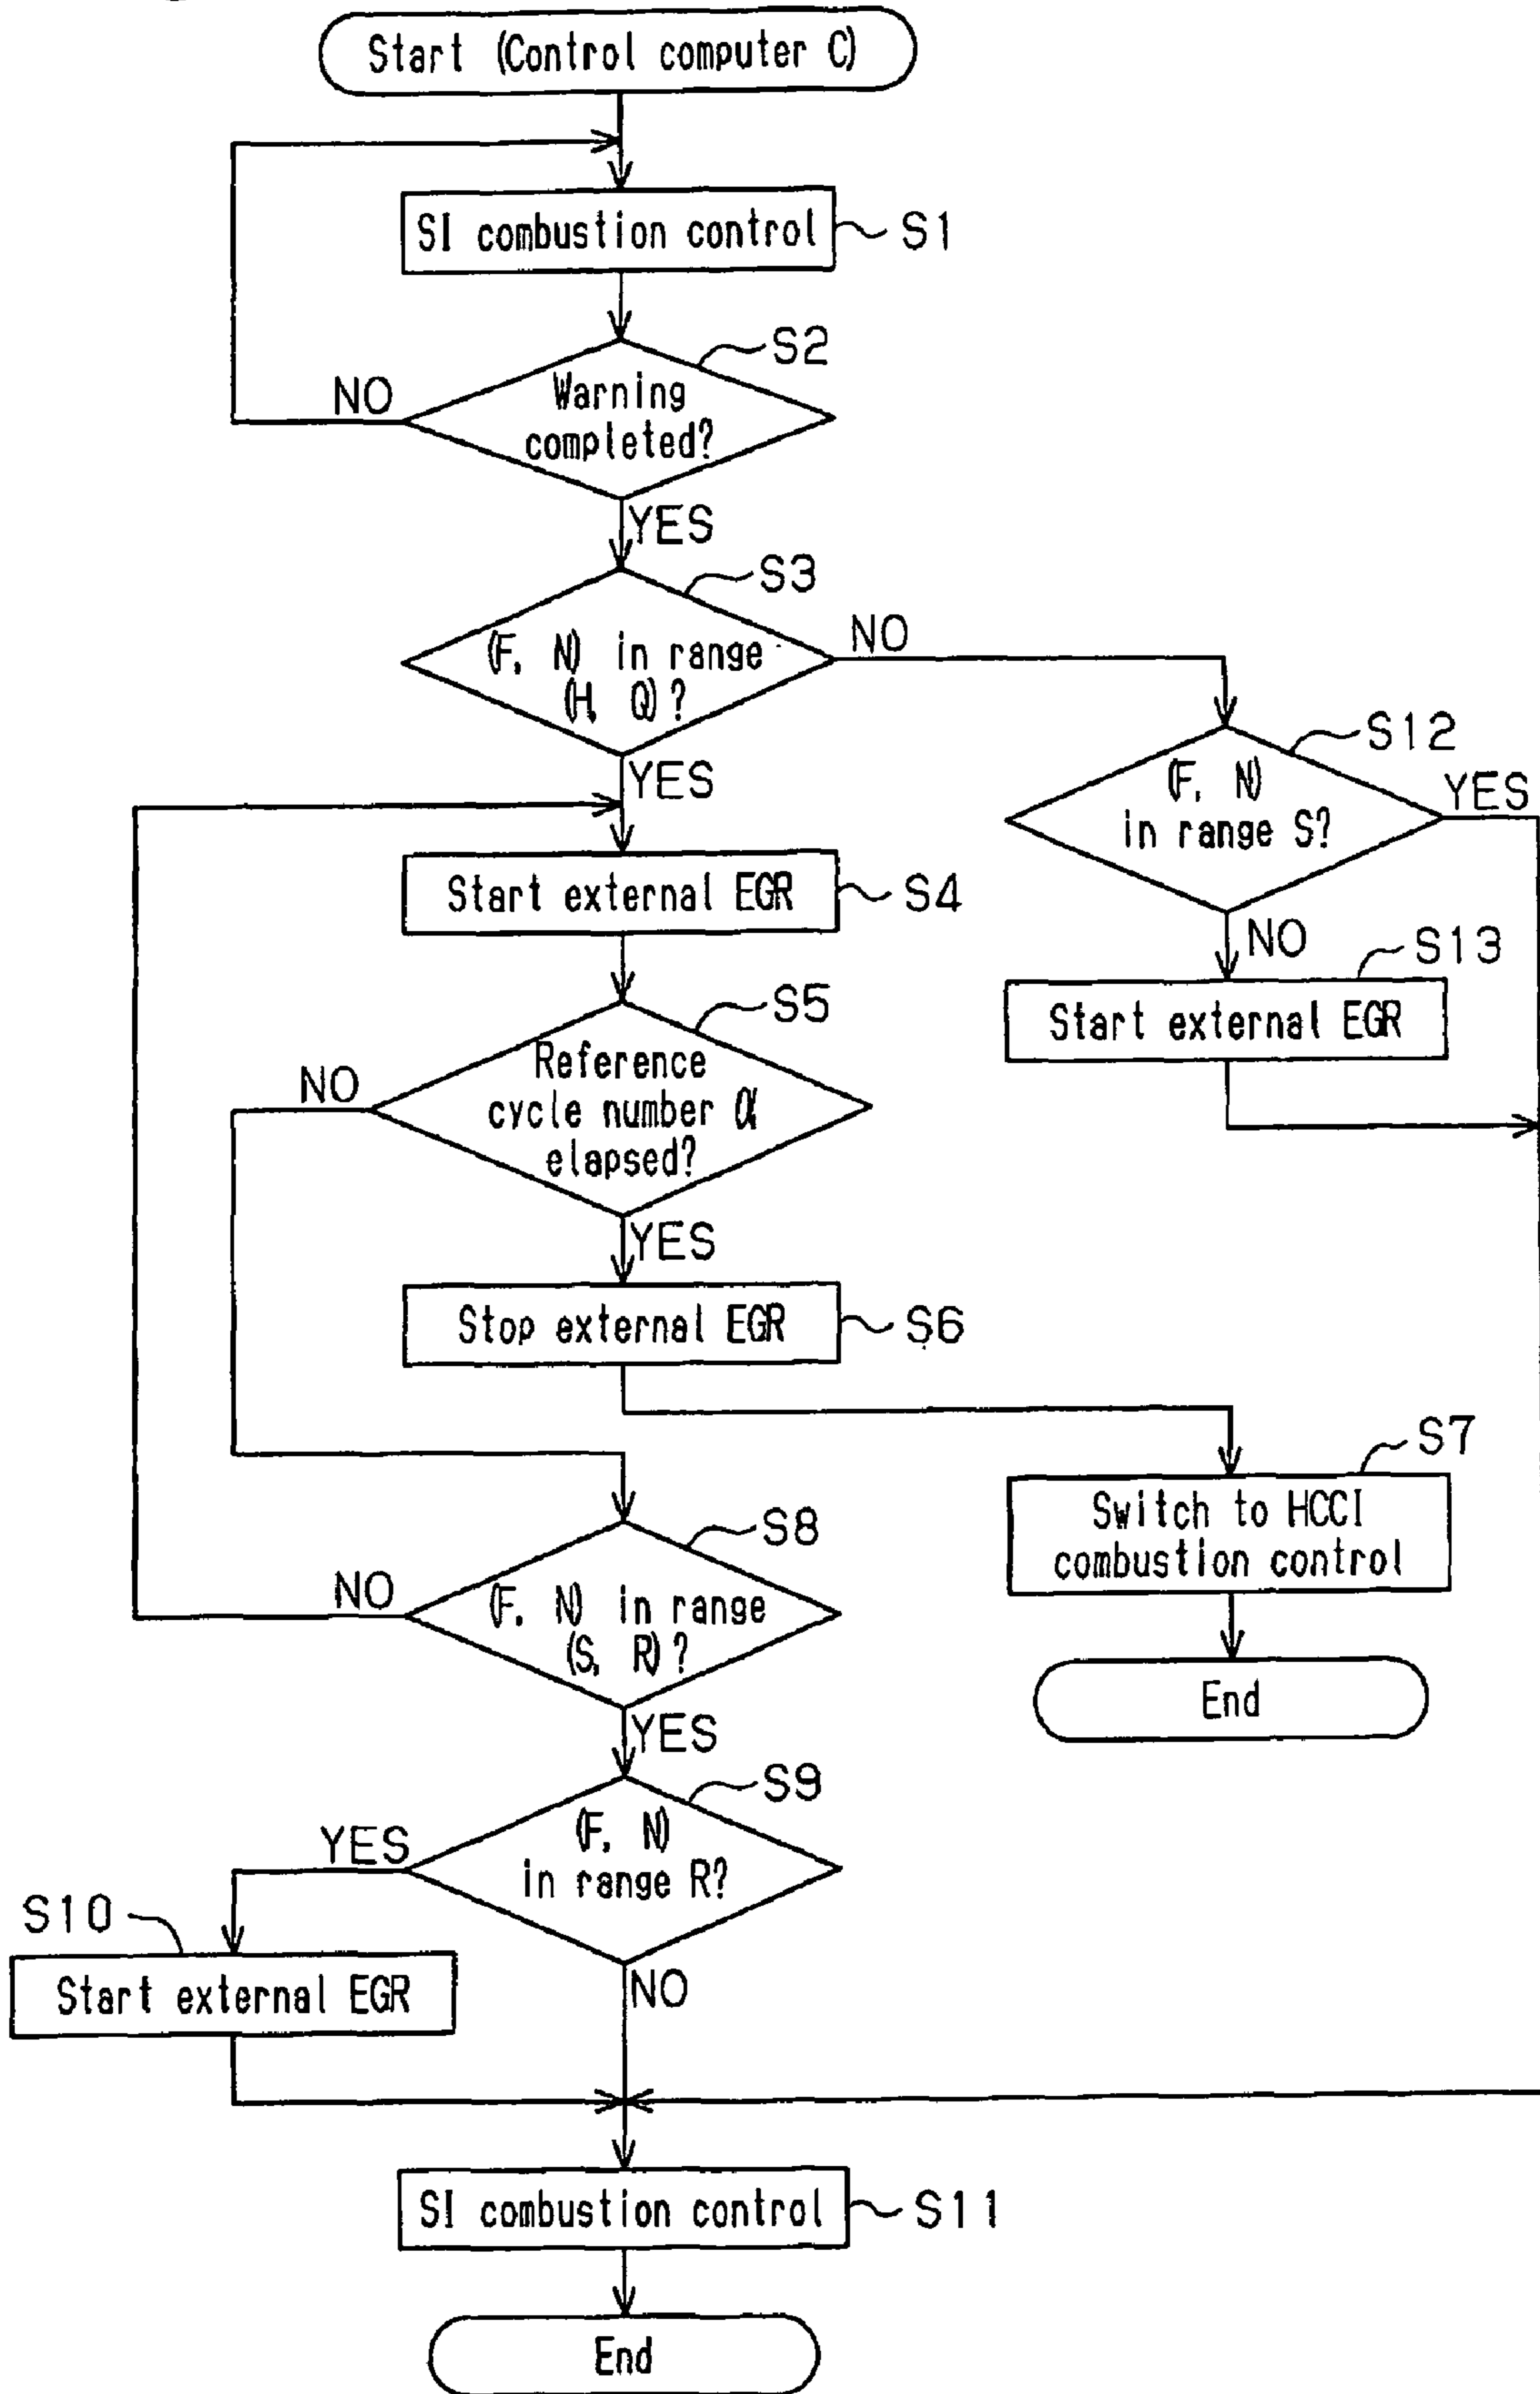 Start (Control computer C)
SI combustion control
S1
S2
Warning
completed?
NO
YES
S3
(F, N) in range
(H, Q)?
NO
YES
S12
(F, N)
in range S?
YES
NO
Start external EGR
S4
S13
Start external EGR
S5
Reference
cycle number α
elapsed?
NO
YES
Stop external EGR
S6
S7
Switch to HCCI
combustion control
End
S8
(F, N) in range
(S, R)?
NO
YES
S9
(F, N)
in range R?
YES
NO
S10
Start external EGR
SI combustion control
S11
End